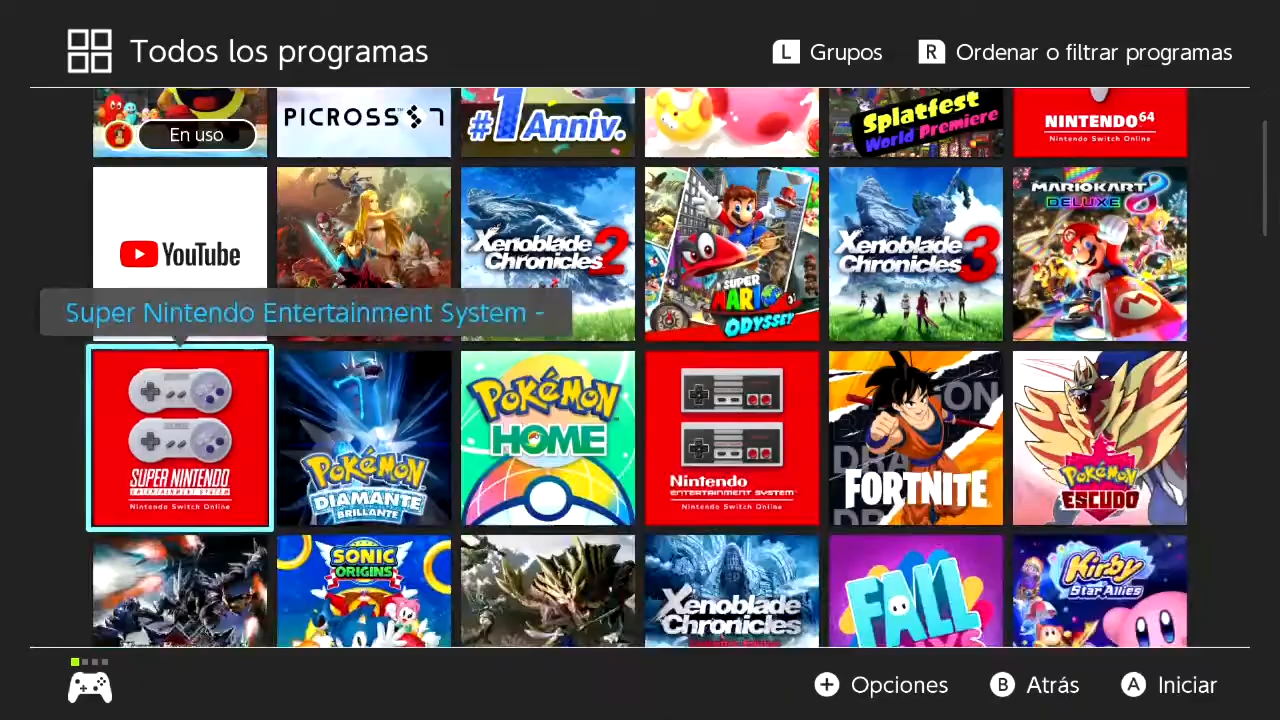 Todos los programas
L Grupos
R Ordenar o filtrar programas
En uso
PICROSS 7
#1 Anniv.
Splatfest
World Premiere
NINTENDO 64
Nintendo Switch Online
YouTube
Xenoblade
Chronicles 2
SUPER
MARIO
ODYSSEY
Xenoblade
Chronicles 3
MARIOKART 8
DELUXE
Super Nintendo Entertainment System -
SUPER NINTENDO
ENTERTAINMENT SYSTEM
Nintendo Switch Online
POKÉMON
DIAMANTE
BRILLANTE
POKÉMON
HOME
Nintendo
ENTERTAINMENT SYSTEM
Nintendo Switch Online
FORTNITE
POKÉMON
ESCUDO
SONIC
ORIGINS
Xenoblade
Chronicles
FALL
Kirby
Star Allies
+ Opciones
B Atrás
A Iniciar